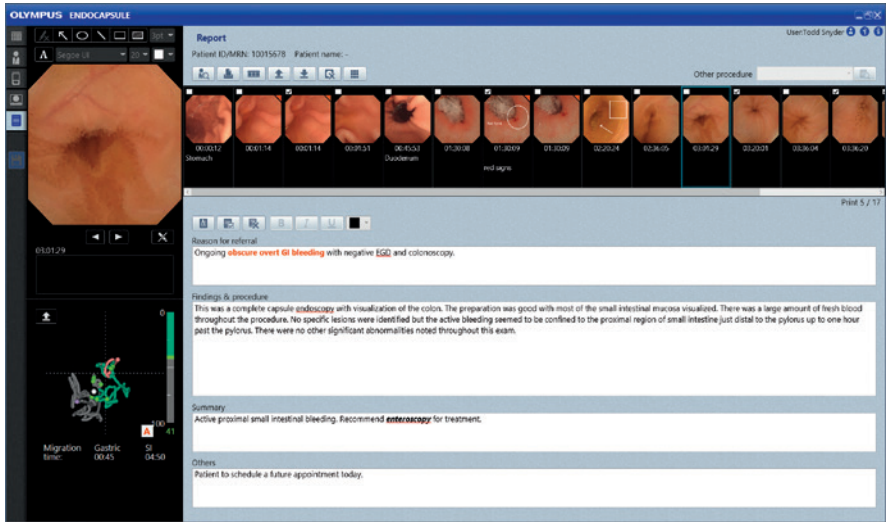 OLYMPUS ENDOCAPSULE
Report
User:Todd Snyder
Patient ID/MRN: 10015678 Patient name: -
3pt
A Segoe UI 20
Other procedure
00:00:12 00:01:14 00:01:14 00:01:51 00:45:53 01:30:08 01:30:09 01:30:09 02:20:24 02:36:05 03:01:29 03:20:01 03:36:04 03:36:20
Stomach Duodenum
red signs
Print 5 / 17
B I U
03:01:29
Reason for referral
Ongoing obscure overt GI bleeding with negative EGD and colonoscopy.
Findings & procedure
This was a complete capsule endoscopy with visualization of the colon. The preparation was good with most of the small intestinal mucosa visualized. There was a large amount of fresh blood
throughout the procedure. No specific lesions were identified but the active bleeding seemed to be confined to the proximal region of small intestine just distal to the pylorus up to one hour
past the pylorus. There were no other significant abnormalities noted throughout this exam.
Summary
Active proximal small intestinal bleeding. Recommend enteroscopy for treatment.
Others
Patient to schedule a future appointment today.
0
100
A 41
Migration Gastric SI
time: 00:45 04:50